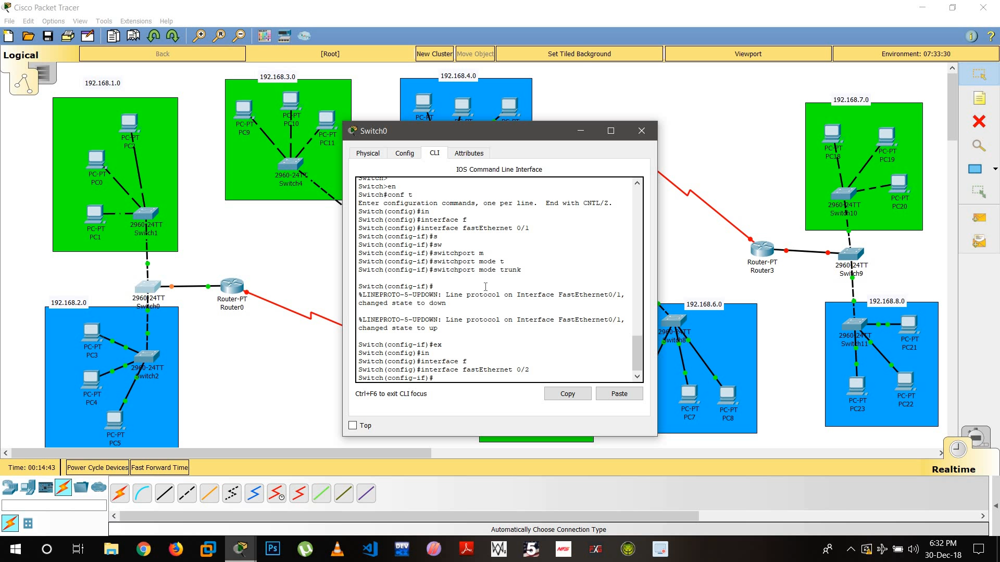 Cisco Packet Tracer
File Edit Options View Tools Extensions Help
Logical
Back
[Root]
New Cluster
Move Object
Set Tiled Background
Viewport
Environment: 07:33:30
192.168.1.0
PC-PT
PC2
PC-PT
PC0
PC-PT
PC1
2960-24TT
Switch1
192.168.3.0
PC-PT
PC9
PC-PT
PC10
PC-PT
PC11
2960-24TT
Switch4
192.168.4.0
PC-PT
192.168.7.0
PC-PT
PC18
PC-PT
PC19
PC-PT
PC20
2960-24TT
Switch10
2960-24TT
Switch0
Router-PT
Router0
192.168.2.0
PC-PT
PC3
PC-PT
PC4
PC-PT
PC5
2960-24TT
Switch2
Switch0
Physical
Config
CLI
Attributes
IOS Command Line Interface
Switch>
Switch>en
Switch#conf t
Enter configuration commands, one per line.  End with CNTL/Z.
Switch(config)#in
Switch(config)#interface f
Switch(config)#interface fastEthernet 0/1
Switch(config-if)#s
Switch(config-if)#sw
Switch(config-if)#switchport m
Switch(config-if)#switchport mode t
Switch(config-if)#switchport mode trunk
Switch(config-if)#
%LINEPROTO-5-UPDOWN: Line protocol on Interface FastEthernet0/1,
changed state to down
%LINEPROTO-5-UPDOWN: Line protocol on Interface FastEthernet0/1,
changed state to up
Switch(config-if)#ex
Switch(config)#in
Switch(config)#interface f
Switch(config)#interface fastEthernet 0/2
Switch(config-if)#
Ctrl+F6 to exit CLI focus
Copy
Paste
Top
Router-PT
Router3
2960-24TT
Switch9
192.168.6.0
2960-24TT
Switch8
PC-PT
PC7
PC-PT
PC8
192.168.8.0
2960-24TT
Switch11
PC-PT
PC21
PC-PT
PC23
PC-PT
PC22
Time: 00:14:43
Power Cycle Devices
Fast Forward Time
Realtime
Automatically Choose Connection Type
6:32 PM
30-Dec-18